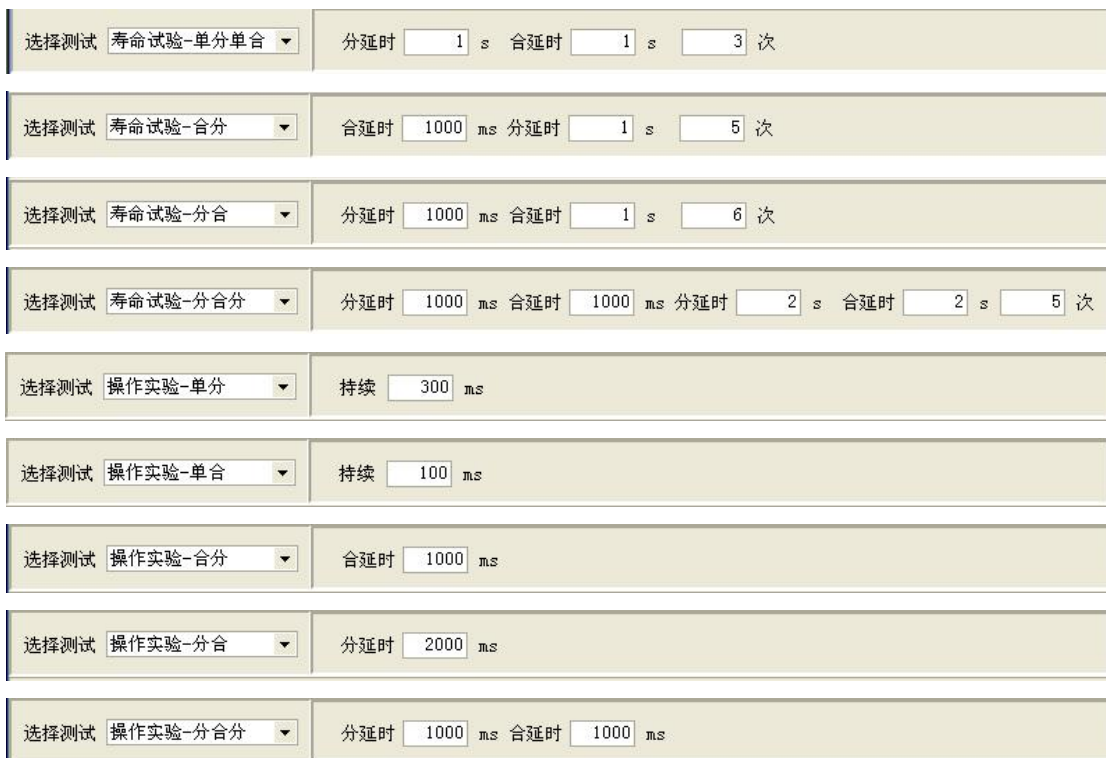 选择测试 寿命试验-单分单合 分延时 1 s 合延时 1 s 3 次
选择测试 寿命试验-合分 合延时 1000 ms 分延时 1 s 5 次
选择测试 寿命试验-分合 分延时 1000 ms 合延时 1 s 6 次
选择测试 寿命试验-分合分 分延时 1000 ms 合延时 1000 ms 分延时 2 s 合延时 2 s 5 次
选择测试 操作实验-单分 持续 300 ms
选择测试 操作实验-单合 持续 100 ms
选择测试 操作实验-合分 合延时 1000 ms
选择测试 操作实验-分合 分延时 2000 ms
选择测试 操作实验-分合分 分延时 1000 ms 合延时 1000 ms